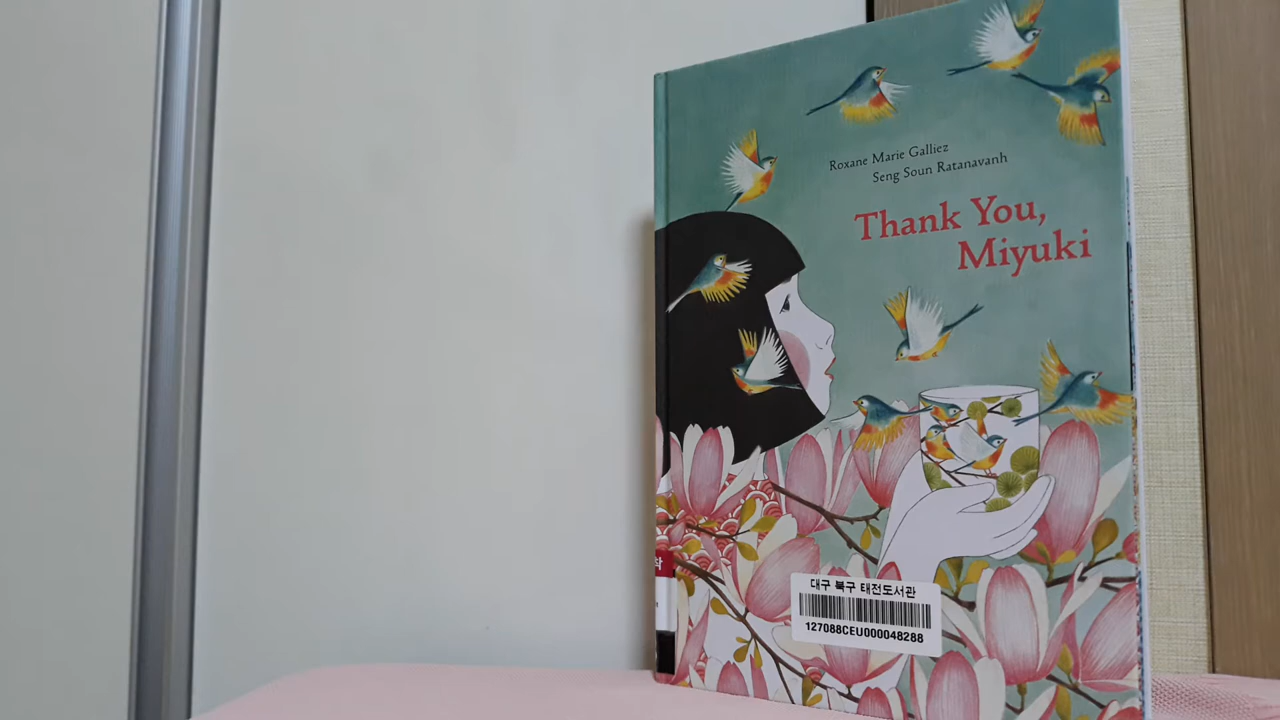 Roxane Marie Galliez
Seng Soun Ratanavanh
Thank You,
Miyuki
대구 북구 태전도서관
127088CEU000048288